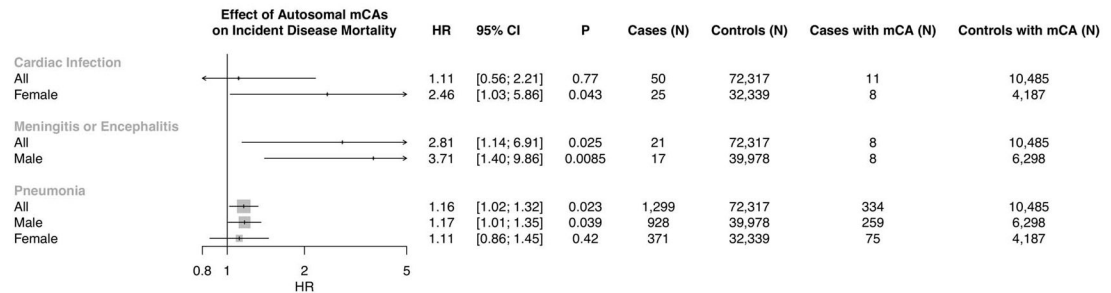 Effect of Autosomal mCAs
on Incident Disease Mortality HR 95% CI P Cases (N) Controls (N) Cases with mCA (N) Controls with mCA (N)
Cardiac Infection
All 1.11 [0.56; 2.21] 0.77 50 72,317 11 10,485
Female 2.46 [1.03; 5.86] 0.043 25 32,339 8 4,187
Meningitis or Encephalitis
All 2.81 [1.14; 6.91] 0.025 21 72,317 8 10,485
Male 3.71 [1.40; 9.86] 0.0085 17 39,978 8 6,298
Pneumonia
All 1.16 [1.02; 1.32] 0.023 1,299 72,317 334 10,485
Male 1.17 [1.01; 1.35] 0.039 928 39,978 259 6,298
Female 1.11 [0.86; 1.45] 0.42 371 32,339 75 4,187
0.8 1 2 5
HR